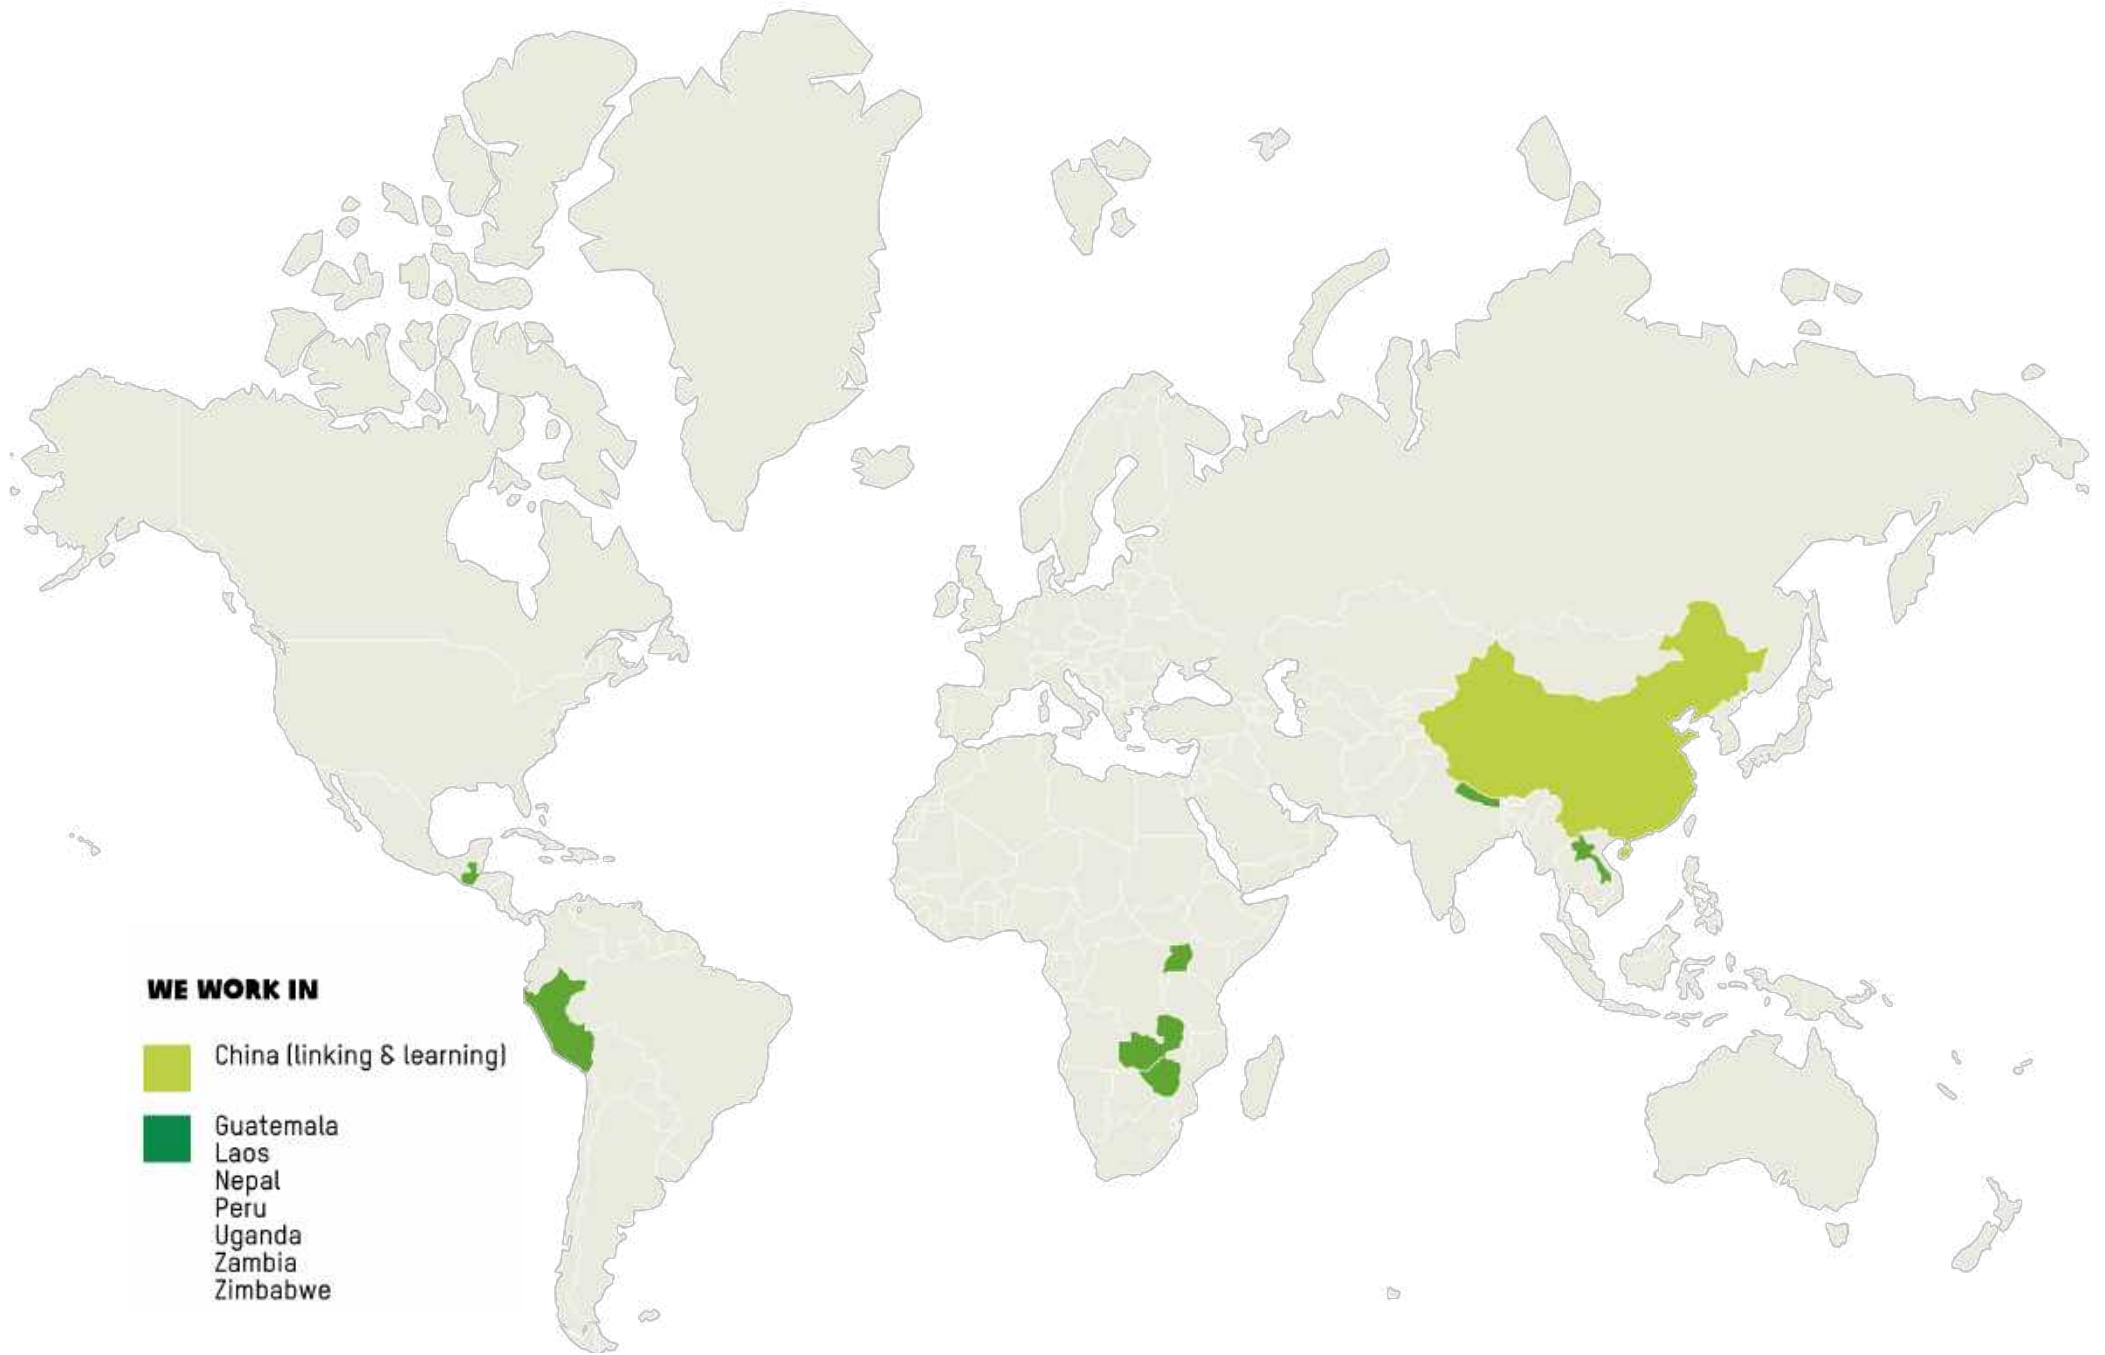 WE WORK IN
China (linking & learning)
Guatemala
Laos
Nepal
Peru
Uganda
Zambia
Zimbabwe